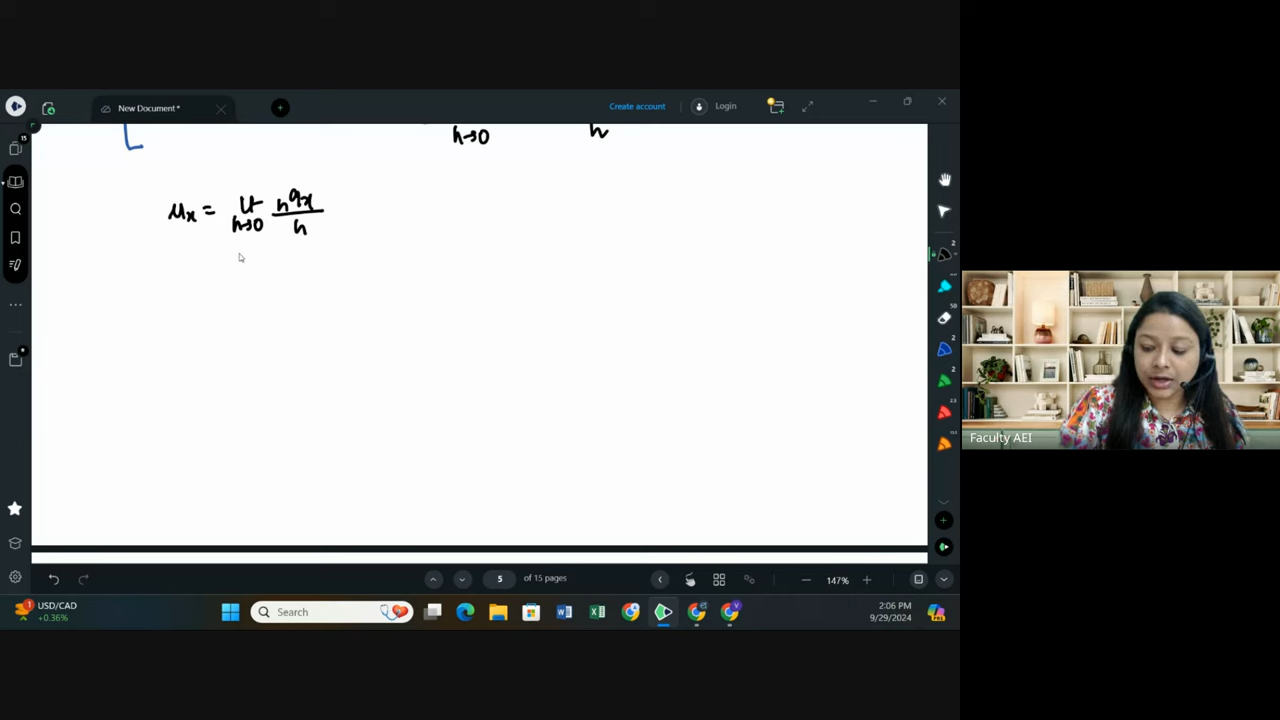 New Document*
Create account
Login
15
h→0
h
μx = lt h→0 hqx / h
5 of 15 pages
147%
USD/CAD
+0.36%
Search
2:06 PM
9/29/2024
Faculty AEI